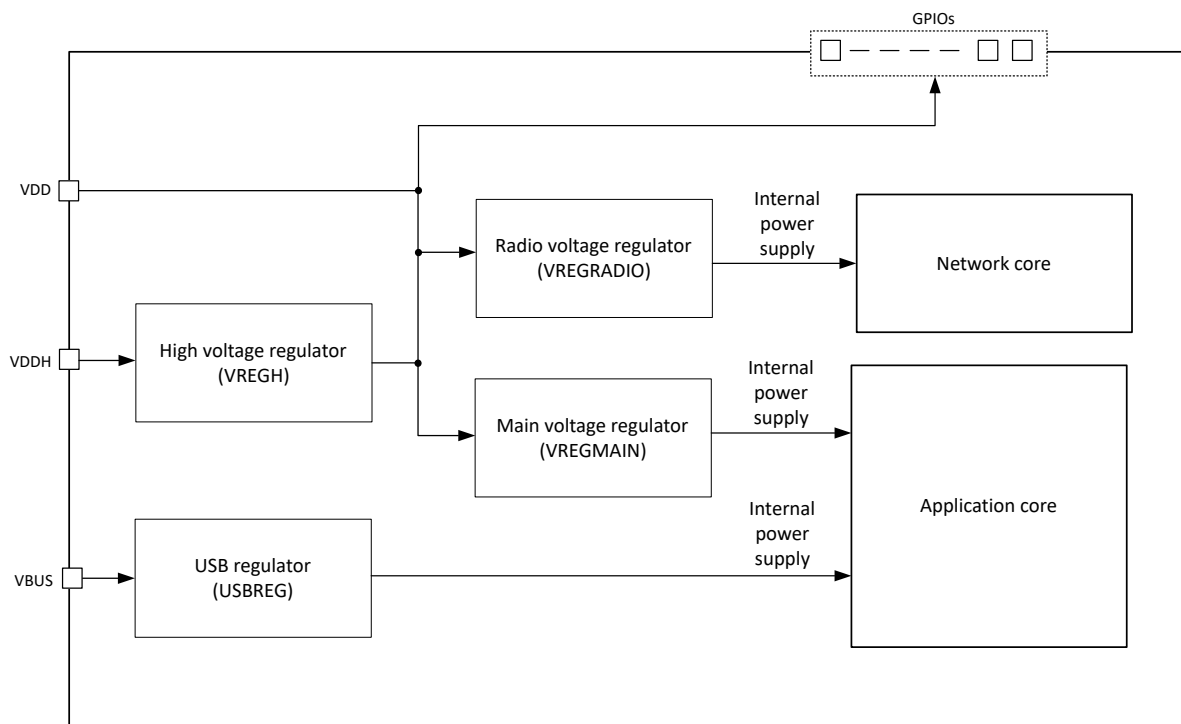 GPIOs
VDD
Radio voltage regulator
(VREGRADIO)
Internal
power
supply
Network core
VDDH
High voltage regulator
(VREGH)
Main voltage regulator
(VREGMAIN)
Internal
power
supply
Application core
VBUS
USB regulator
(USBREG)
Internal
power
supply